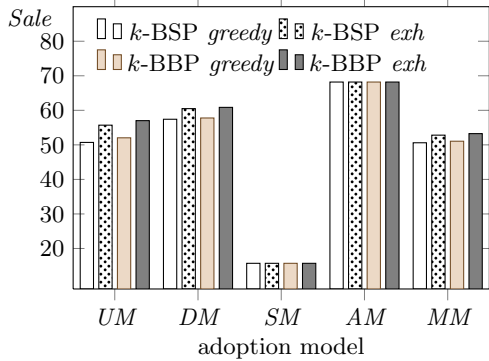 Sale
k-BSP greedy k-BSP exh
k-BBP greedy k-BBP exh
80
70
60
50
40
30
20
UM DM SM AM MM
adoption model